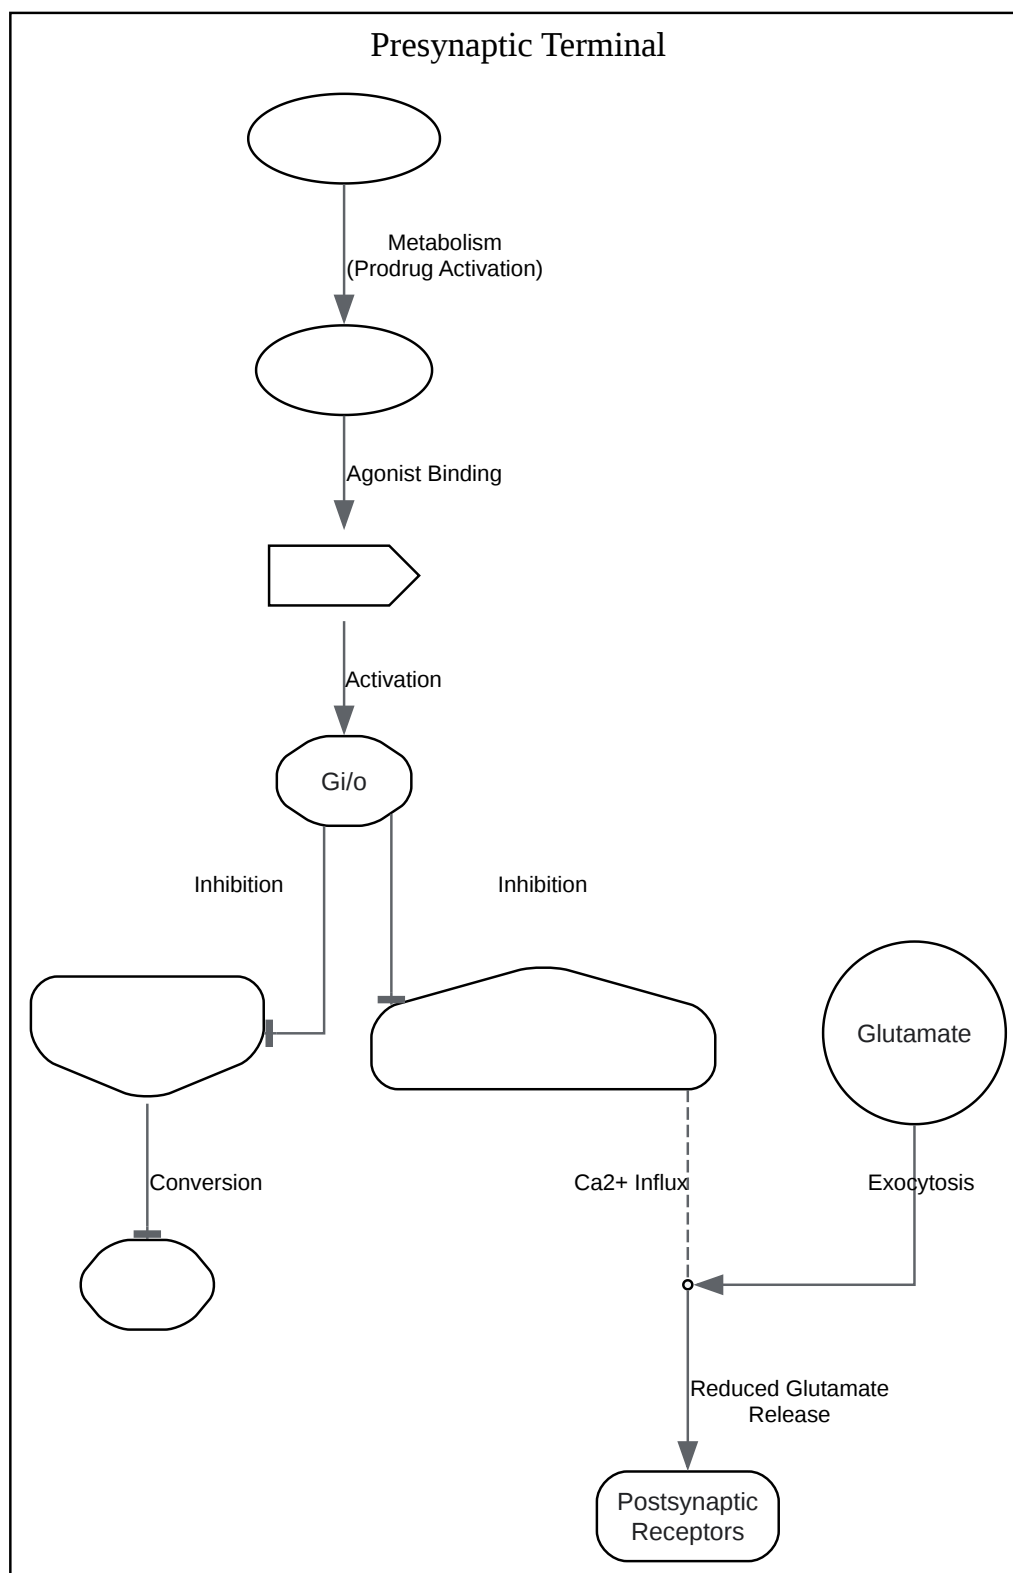 Presynaptic Terminal
Metabolism
(Prodrug Activation)
Agonist Binding
Activation
Gi/o
Inhibition
Inhibition
Glutamate
Conversion
Ca2+ Influx
Exocytosis
Reduced Glutamate
Release
Postsynaptic
Receptors